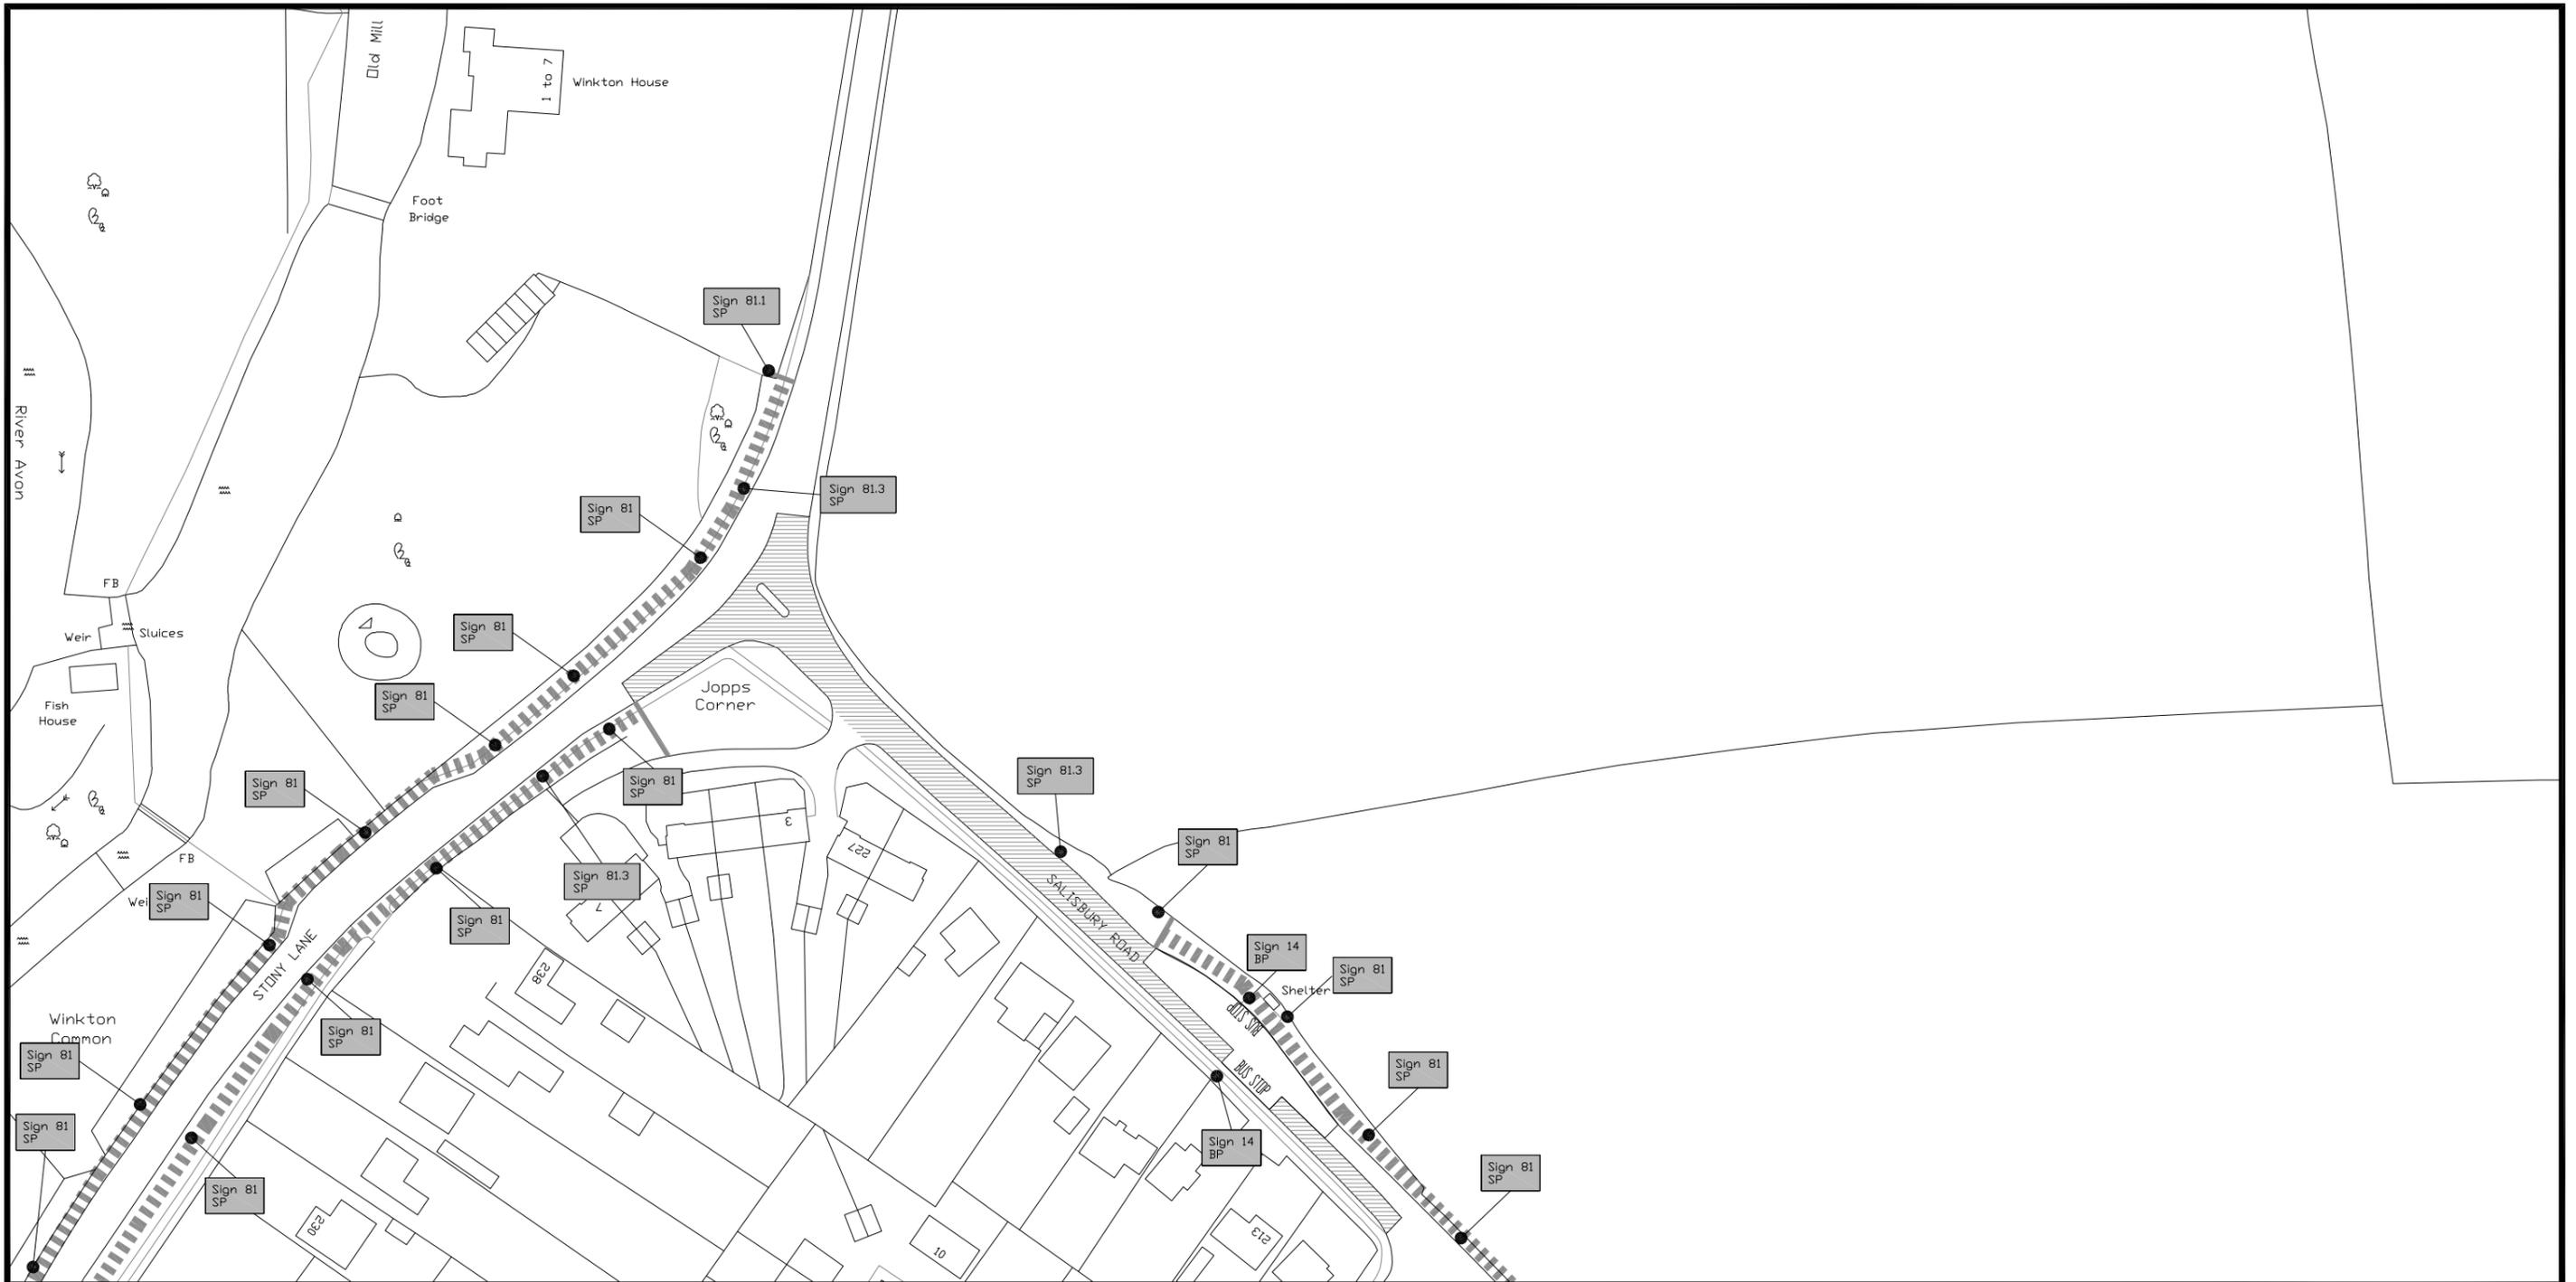 Old Mill
1 to 7
Winkton House
Foot
Bridge
Sign 81.1
SP
River Avon
Sign 81.3
SP
Sign 81
SP
FB
Weir
Sluices
Sign 81
SP
Sign 81
SP
Jopps
Corner
Fish
House
Sign 81
SP
Sign 81
SP
Sign 81.3
SP
3
227
Sign 81
SP
FB
Sign 81.3
SP
7
Wei
Sign 81
SP
Sign 81
SP
SALISBURY ROAD
Sign 14
BP
Sign 81
SP
Shelter
STONY LANE
238
BUS STOP
Winkton
Common
Sign 81
SP
Sign 81
SP
BUS STOP
Sign 81
SP
Sign 81
SP
Sign 14
BP
Sign 81
SP
Sign 81
SP
230
213
10